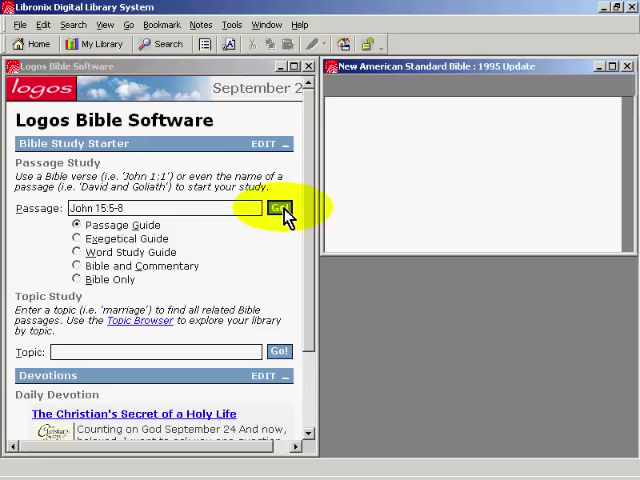 Libronix Digital Library System
File Edit Search View Go Bookmark Notes Tools Window Help
Home My Library Search
Logos Bible Software
New American Standard Bible : 1995 Update
logos September 2
Logos Bible Software
Bible Study Starter EDIT
Passage Study
Use a Bible verse (i.e. 'John 1:1') or even the name of a
passage (i.e. 'David and Goliath') to start your study.
Passage: John 15:5-8 Go!
Passage Guide
Exegetical Guide
Word Study Guide
Bible and Commentary
Bible Only
Topic Study
Enter a topic (i.e. 'marriage') to find all related Bible
passages. Use the Topic Browser to explore your library
by topic.
Topic: Go!
Devotions EDIT
Daily Devotion
The Christian's Secret of a Holy Life
Counting on God September 24 And now,